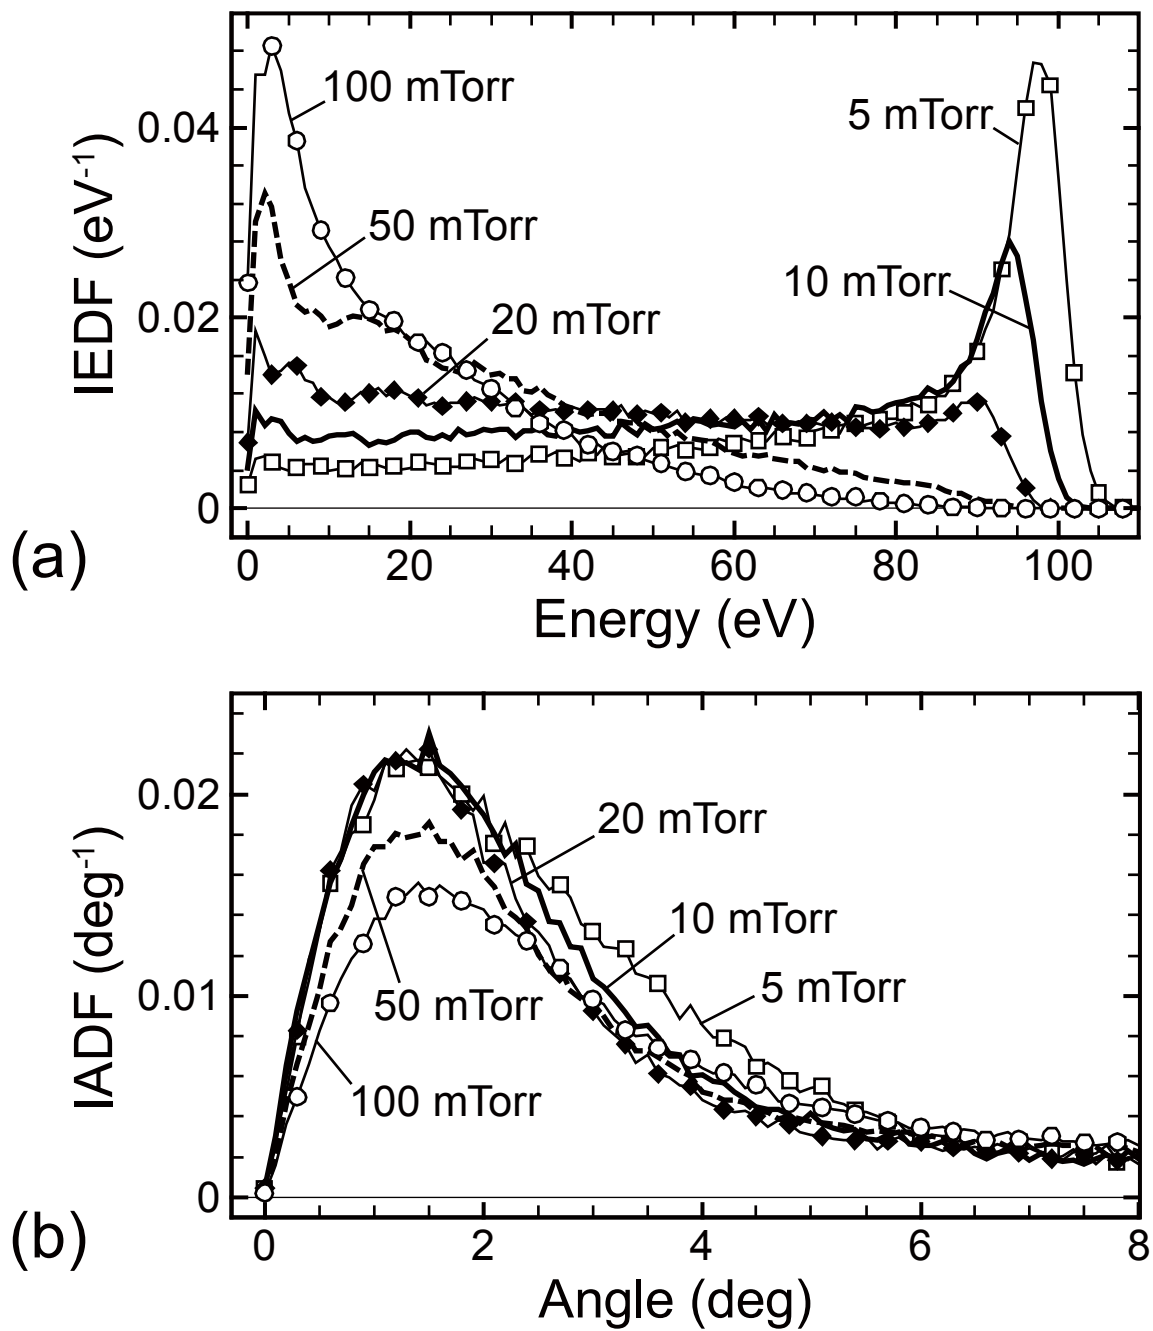 100 mTorr
5 mTorr
0.04
50 mTorr
10 mTorr
0.02
20 mTorr
0
IEDF (eV-1)
(a)
0 20 40 60 80 100
Energy (eV)
0.02
20 mTorr
10 mTorr
5 mTorr
0.01
50 mTorr
100 mTorr
0
IADF (deg-1)
(b)
0 2 4 6 8
Angle (deg)